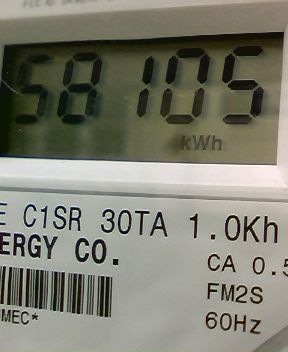 58105
kWh
E C1SR 30TA 1.0Kh
ERGY CO.
CA 0.5
FM2S
MEC*
60Hz